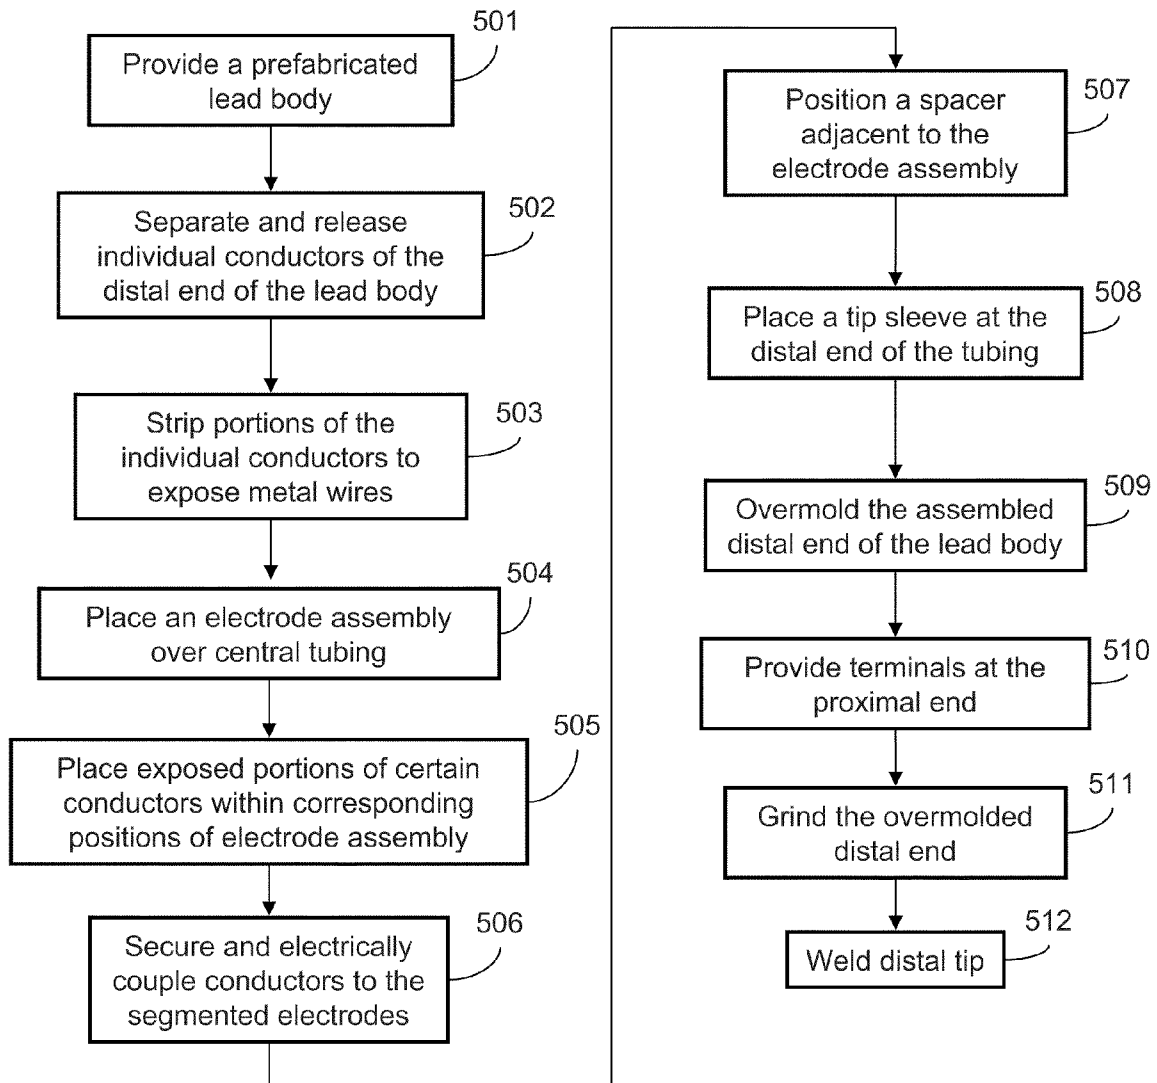 501
Provide a prefabricated
lead body
502
Separate and release
individual conductors of the
distal end of the lead body
503
Strip portions of the
individual conductors to
expose metal wires
504
Place an electrode assembly
over central tubing
505
Place exposed portions of certain
conductors within corresponding
positions of electrode assembly
506
Secure and electrically
couple conductors to the
segmented electrodes
507
Position a spacer
adjacent to the
electrode assembly
508
Place a tip sleeve at the
distal end of the tubing
509
Overmold the assembled
distal end of the lead body
510
Provide terminals at the
proximal end
511
Grind the overmolded
distal end
512
Weld distal tip